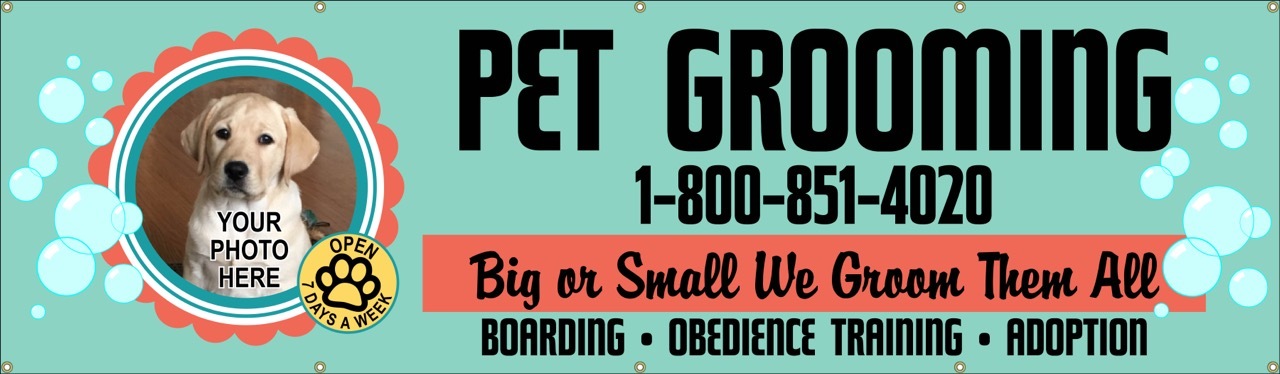 PET GROOMING
1-800-851-4020
Big or Small We Groom Them All
BOARDING • OBEDIENCE TRAINING • ADOPTION
YOUR
PHOTO
HERE
OPEN
7 DAYS A WEEK